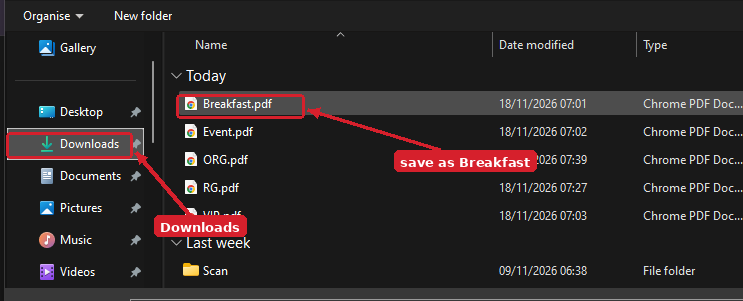 Organise New folder
Gallery
Desktop
Downloads
Documents
Pictures
Music
Videos
Name Date modified Type
Today
Breakfast.pdf 18/11/2026 07:01 Chrome PDF Doc...
Event.pdf 18/11/2026 07:02 Chrome PDF Doc...
ORG.pdf 18/11/2026 07:39 Chrome PDF Doc...
RG.pdf 18/11/2026 07:27 Chrome PDF Doc...
VIP.pdf 18/11/2026 07:03 Chrome PDF Doc...
Last week
Scan 09/11/2026 06:38 File folder
save as Breakfast
Downloads